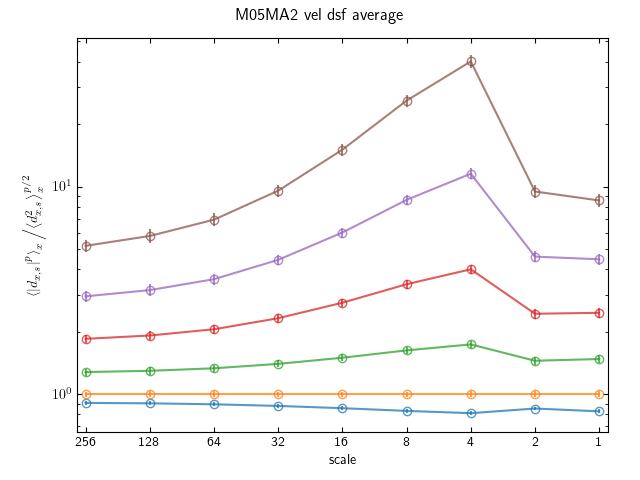 M05MA2 vel dsf average
⟨|d_{x,s}|^p⟩_x / ⟨d_{x,s}^2⟩_x^{p/2}
10^1
10^0
256 128 64 32 16 8 4 2 1
scale